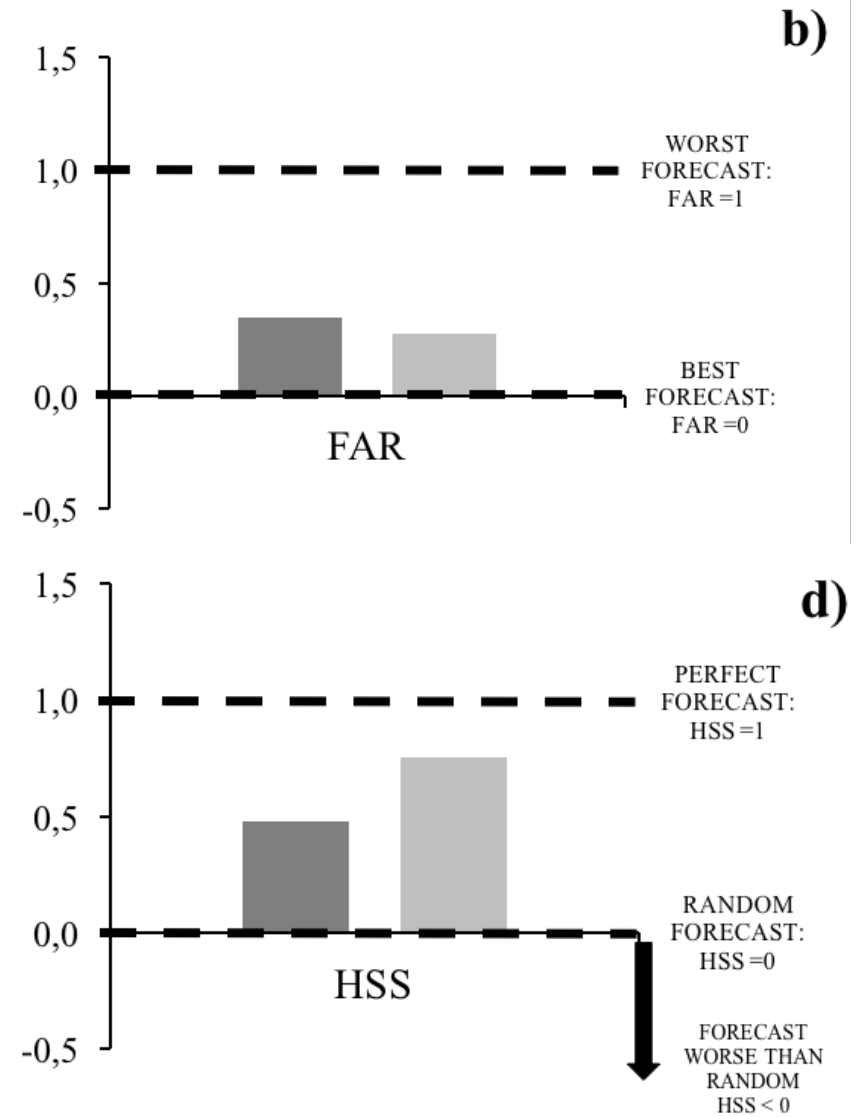 b)
1,5
1,0
0,5
0,0
-0,5
WORST
FORECAST:
FAR =1
BEST
FORECAST:
FAR =0
FAR
d)
1,5
1,0
0,5
0,0
-0,5
PERFECT
FORECAST:
HSS =1
RANDOM
FORECAST:
HSS =0
HSS
FORECAST
WORSE THAN
RANDOM
HSS < 0